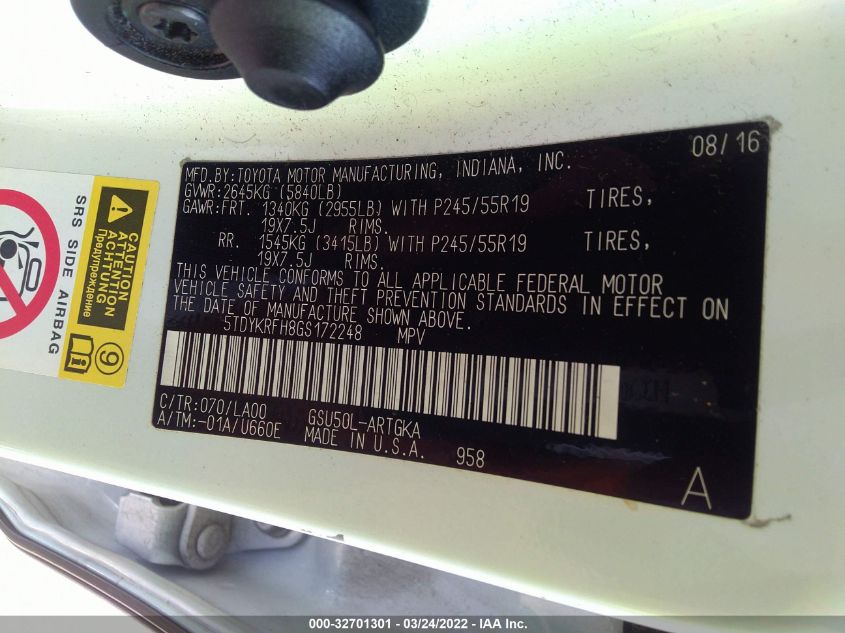 MFD.BY:TOYOTA MOTOR MANUFACTURING, INDIANA, INC. 08/16
GVWR:2645KG (5840LB)
GAWR:FRT. 1340KG (2955LB) WITH P245/55R19 TIRES,
19X7.5J RIMS.
RR. 1545KG (3415LB) WITH P245/55R19 TIRES,
19X7.5J RIMS.
THIS VEHICLE CONFORMS TO ALL APPLICABLE FEDERAL MOTOR
VEHICLE SAFETY AND THEFT PREVENTION STANDARDS IN EFFECT ON
THE DATE OF MANUFACTURE SHOWN ABOVE.
5TDYKRFH8GS172248 MPV
C/TR:070/LA00 GSU50L-ARTGKA
A/TM:-01A/U660E MADE IN U.S.A. 958
A
CAUTION
ATTENTION
ACHTUNG
Предупреждение
SRS SIDE AIRBAG
9
000-32701301 - 03/24/2022 - IAA Inc.